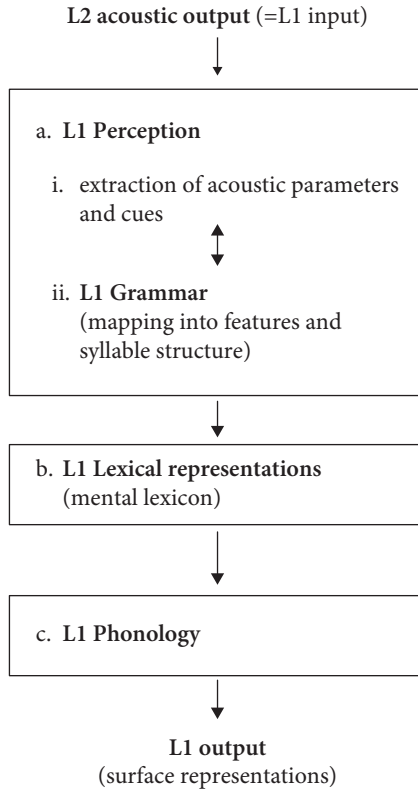 L2 acoustic output (=L1 input)
a. L1 Perception
i. extraction of acoustic parameters
and cues
ii. L1 Grammar
(mapping into features and
syllable structure)
b. L1 Lexical representations
(mental lexicon)
c. L1 Phonology
L1 output
(surface representations)